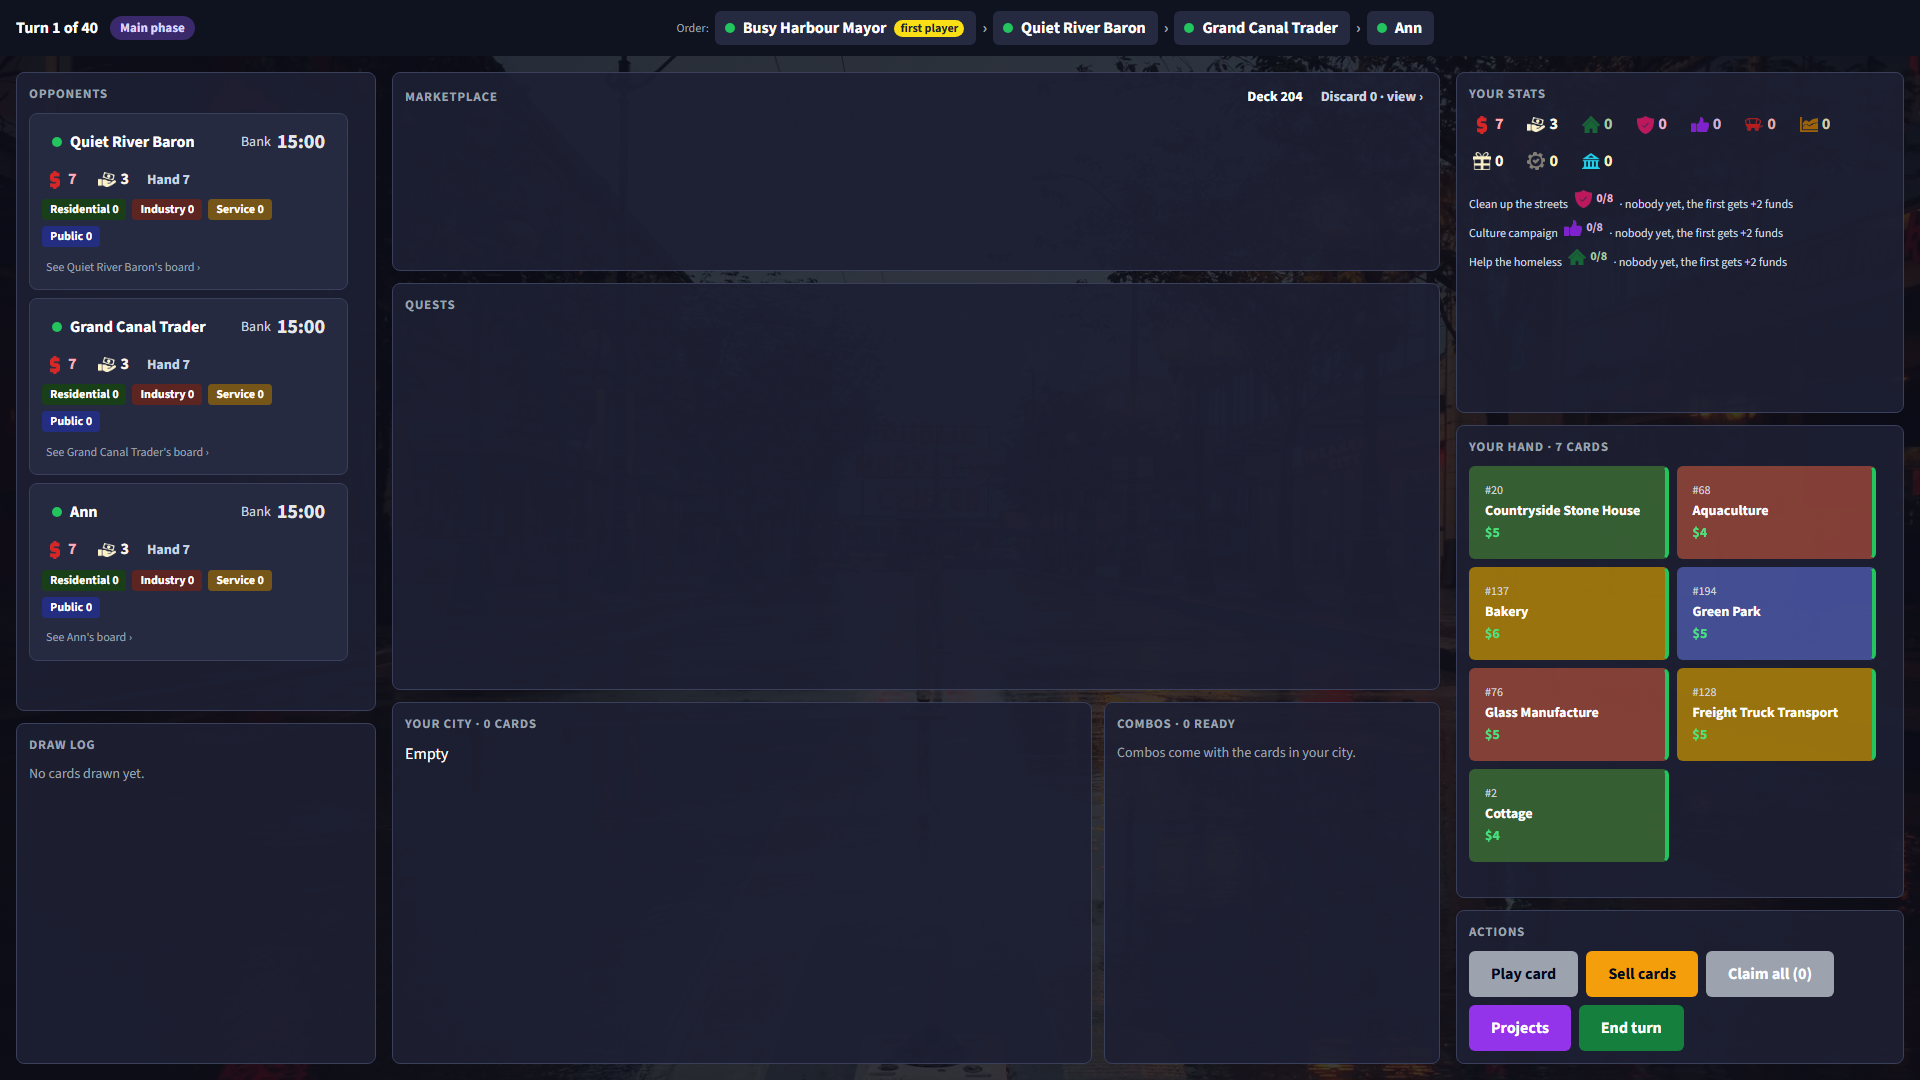 Turn 1 of 40 Main phase
Order: Busy Harbour Mayor first player › Quiet River Baron › Grand Canal Trader › Ann
OPPONENTS
Quiet River Baron Bank 15:00
7 3 Hand 7
Residential 0 Industry 0 Service 0
Public 0
See Quiet River Baron's board ›
Grand Canal Trader Bank 15:00
7 3 Hand 7
Residential 0 Industry 0 Service 0
Public 0
See Grand Canal Trader's board ›
Ann Bank 15:00
7 3 Hand 7
Residential 0 Industry 0 Service 0
Public 0
See Ann's board ›
DRAW LOG
No cards drawn yet.
MARKETPLACE Deck 204 Discard 0 · view ›
QUESTS
YOUR CITY · 0 CARDS
Empty
COMBOS · 0 READY
Combos come with the cards in your city.
YOUR STATS
7 3 0 0 0 0 0
0 0 0
Clean up the streets 0/8 · nobody yet, the first gets +2 funds
Culture campaign 0/8 · nobody yet, the first gets +2 funds
Help the homeless 0/8 · nobody yet, the first gets +2 funds
YOUR HAND · 7 CARDS
#20
Countryside Stone House
$5
#68
Aquaculture
$4
#137
Bakery
$6
#194
Green Park
$5
#76
Glass Manufacture
$5
#128
Freight Truck Transport
$5
#2
Cottage
$4
ACTIONS
Play card Sell cards Claim all (0)
Projects End turn